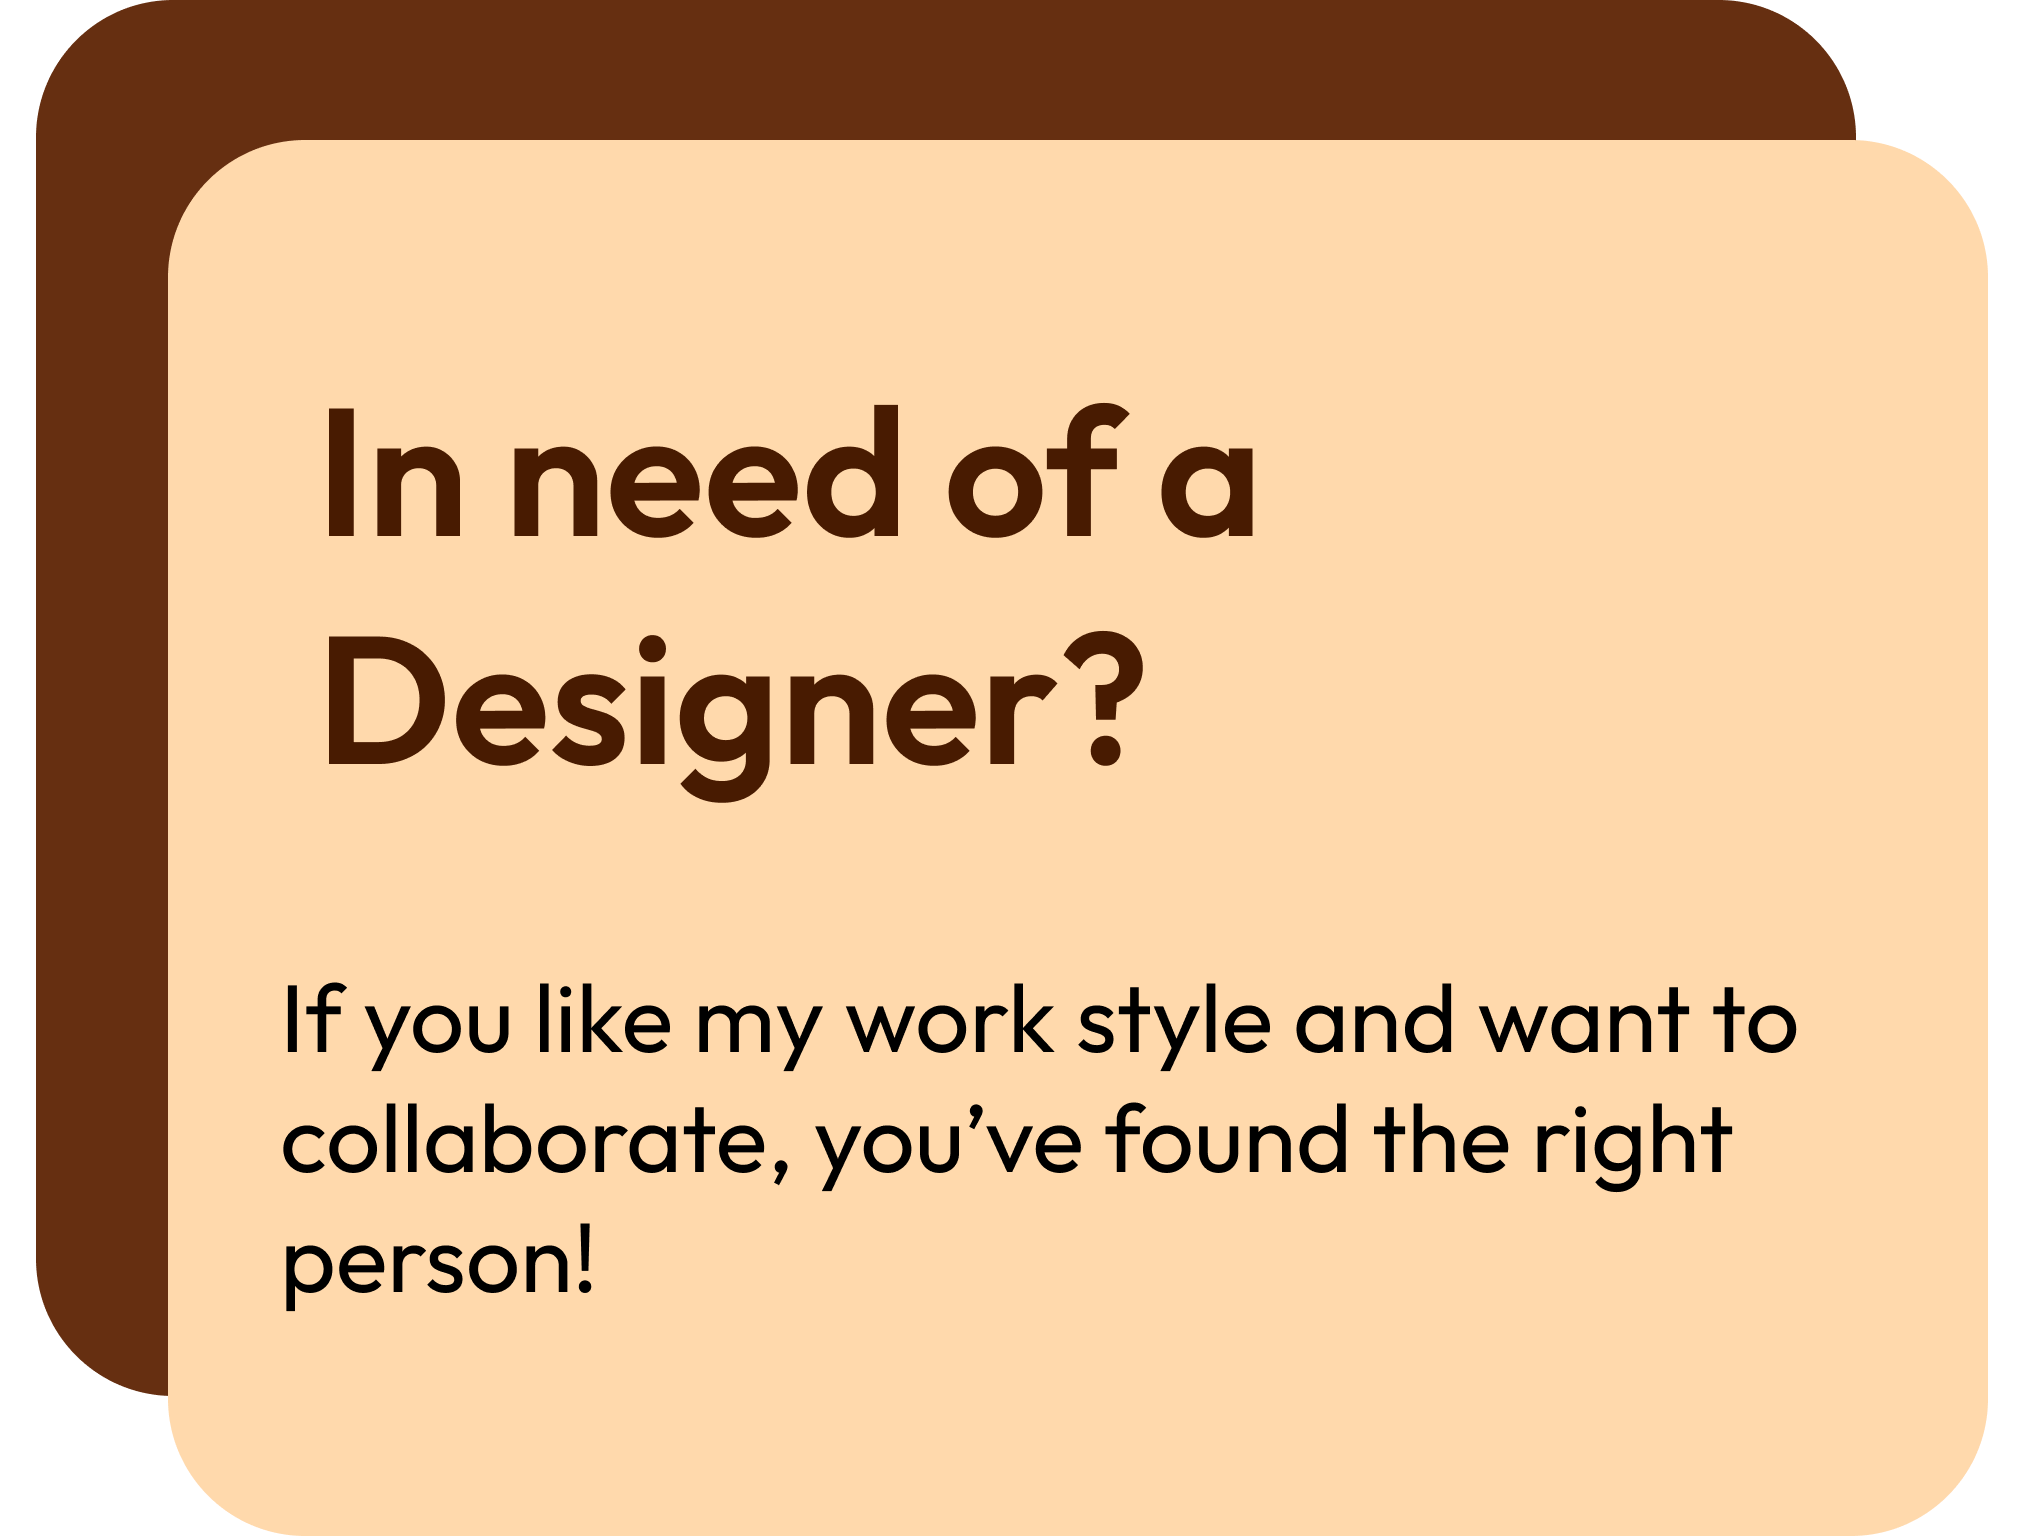 In need of a
Designer?
If you like my work style and want to
collaborate, you’ve found the right
person!